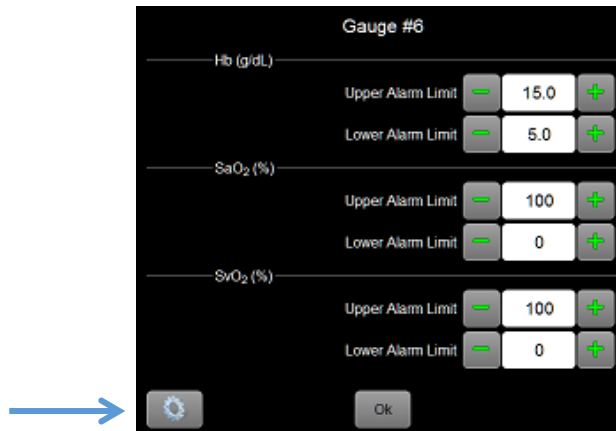 Gauge #6
Hb (g/dL)
Upper Alarm Limit − 15.0 +
Lower Alarm Limit − 5.0 +
SaO₂ (%)
Upper Alarm Limit − 100 +
Lower Alarm Limit − 0 +
SvO₂ (%)
Upper Alarm Limit − 100 +
Lower Alarm Limit − 0 +
Ok